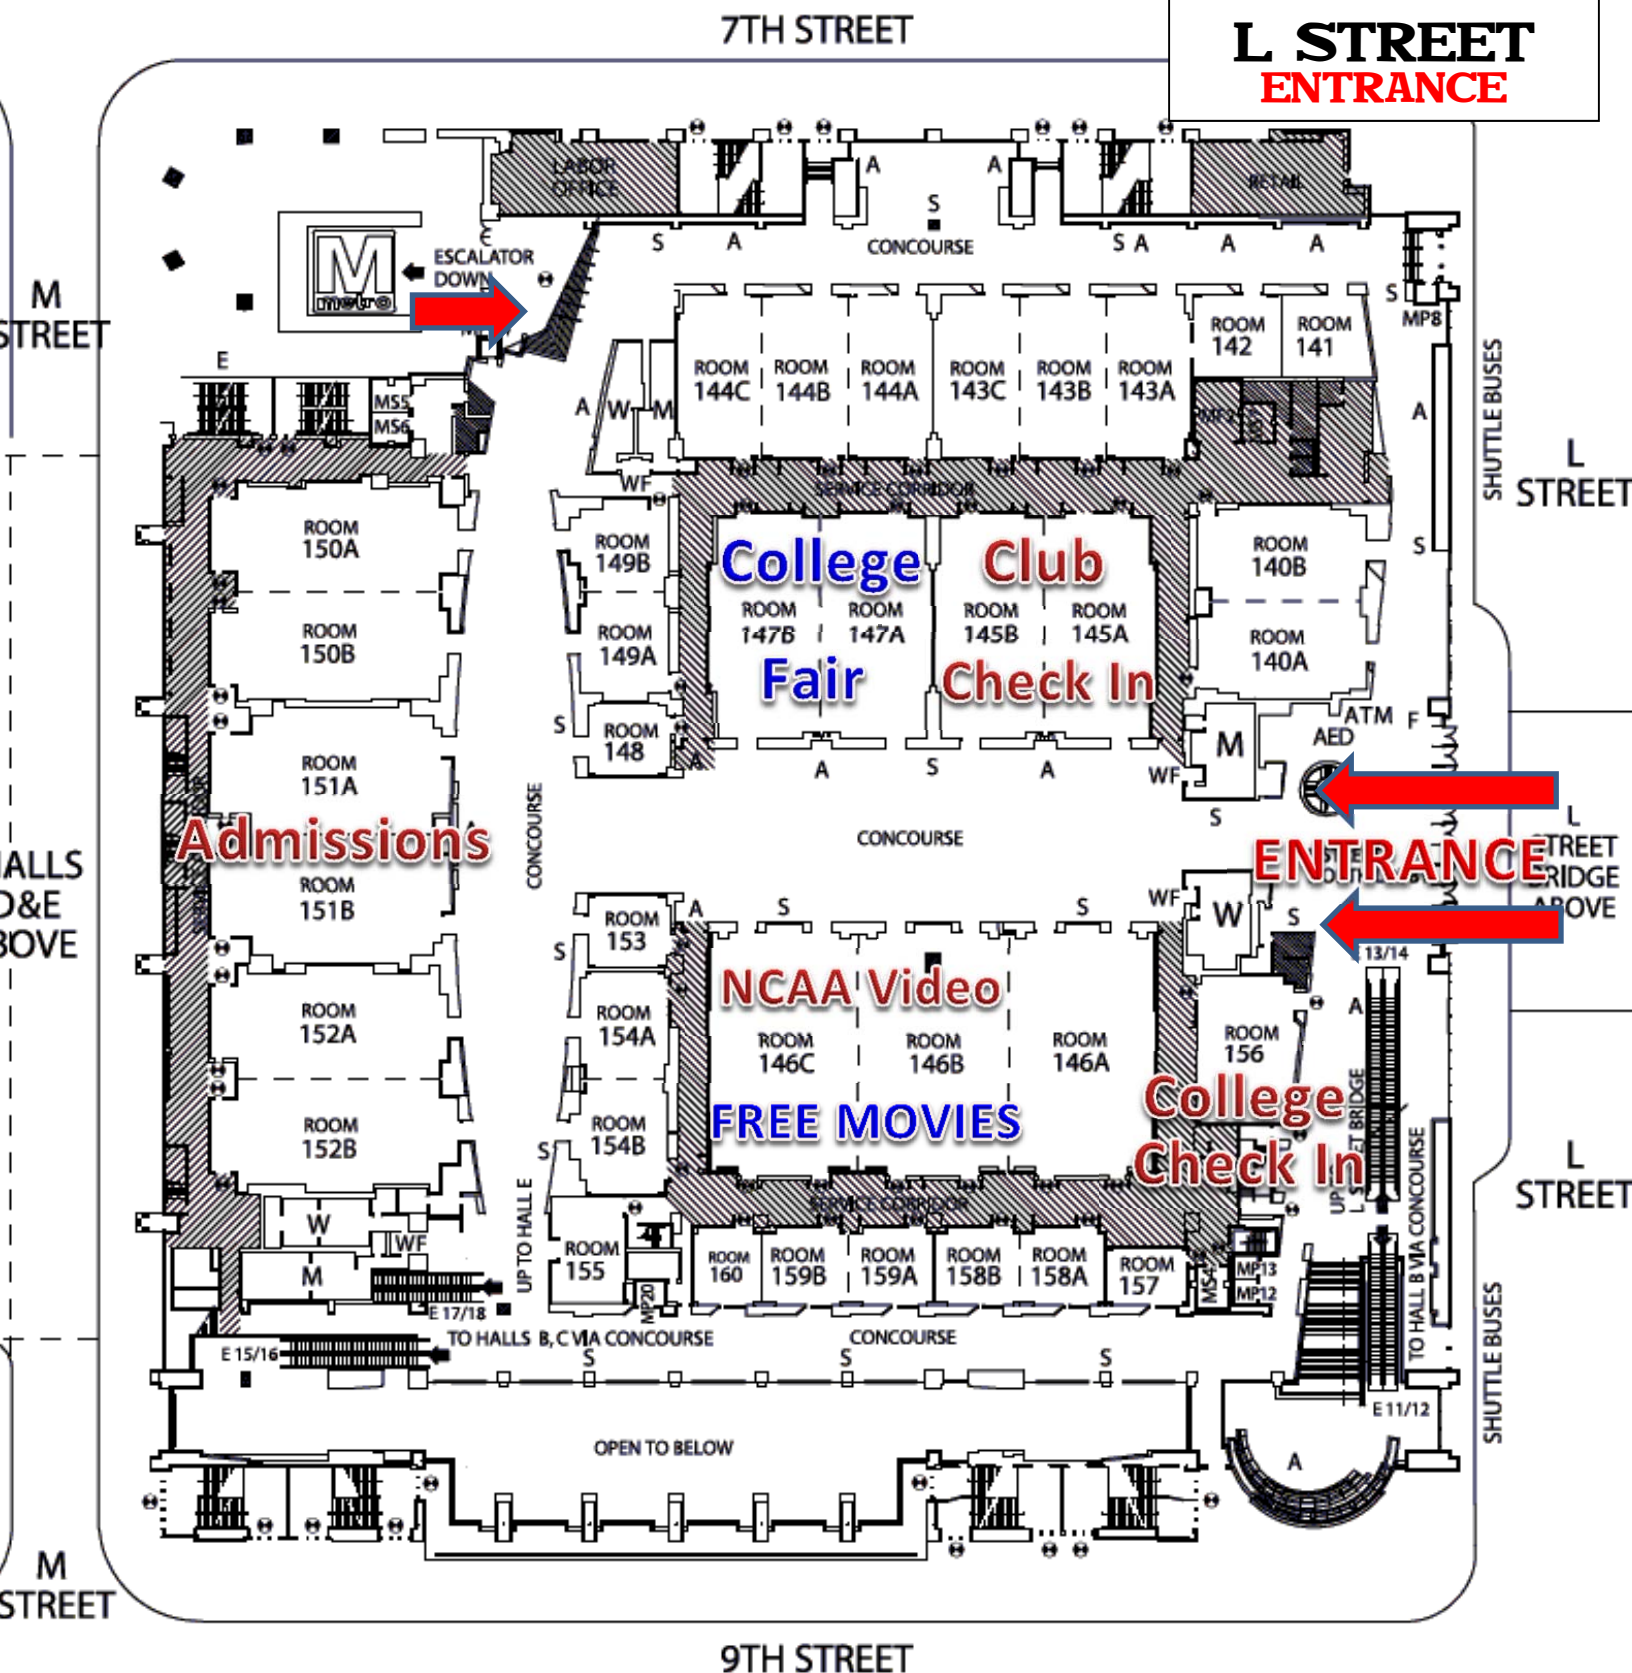 7TH STREET
L STREET
ENTRANCE
LABOR
OFFICE
RETAIL
A
A
S
S
A
CONCOURSE
S A
A
A
E
ESCALATOR
DOWN
M
metro
M
STREET
S
MP8
SHUTTLE BUSES
E
MS5
MS6
A
W
M
WF
ROOM
144C
ROOM
144B
ROOM
144A
ROOM
143C
ROOM
143B
ROOM
143A
ROOM
142
ROOM
141
A
L
STREET
SERVICE CORRIDOR
ROOM
150A
ROOM
150B
ROOM
149B
ROOM
149A
College
ROOM
147B
ROOM
147A
Fair
Club
ROOM
145B
ROOM
145A
Check In
ROOM
140B
ROOM
140A
S
S
ROOM
148
A
A
S
A
WF
M
S
ATM
F
AED
ROOM
151A
Admissions
ROOM
151B
CONCOURSE
CONCOURSE
ENTRANCE
L
STREET
BRIDGE
ABOVE
HALLS
D&E
ABOVE
ROOM
153
S
A
S
S
WF
W
S
E 13/14
ROOM
152A
ROOM
152B
ROOM
154A
ROOM
154B
S
NCAA Video
ROOM
146C
ROOM
146B
ROOM
146A
FREE MOVIES
ROOM
156
College
Check In
A
L STREET BRIDGE
UP
TO HALL B VIA CONCOURSE
L
STREET
SERVICE CORRIDOR
W
WF
M
E 17/18
UP TO HALL E
ROOM
155
MP20
ROOM
160
ROOM
159B
ROOM
159A
ROOM
158B
ROOM
158A
ROOM
157
MS4
MP13
MP12
SHUTTLE BUSES
E 15/16
TO HALLS B, C VIA CONCOURSE
CONCOURSE
S
S
S
E 11/12
OPEN TO BELOW
A
M
STREET
9TH STREET